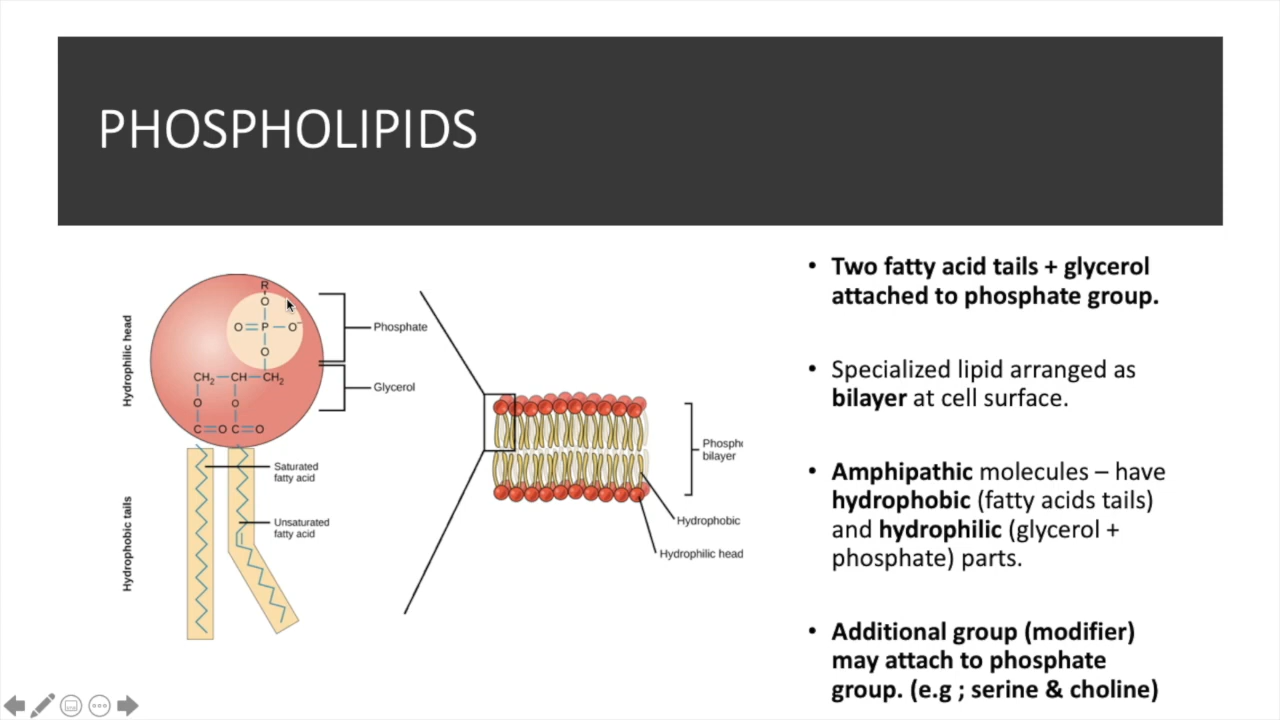 PHOSPHOLIPIDS
Hydrophilic head
Hydrophobic tails
R
O
O=P—O⁻
O
CH₂—CH—CH₂
O O
C=O C=O
Phosphate
Glycerol
Saturated
fatty acid
Unsaturated
fatty acid
bilayer
Hydrophobic
Hydrophilic head
• Two fatty acid tails + glycerol
attached to phosphate group.
• Specialized lipid arranged as
bilayer at cell surface.
• Amphipathic molecules – have
hydrophobic (fatty acids tails)
and hydrophilic (glycerol +
phosphate) parts.
• Additional group (modifier)
may attach to phosphate
group. (e.g ; serine & choline)